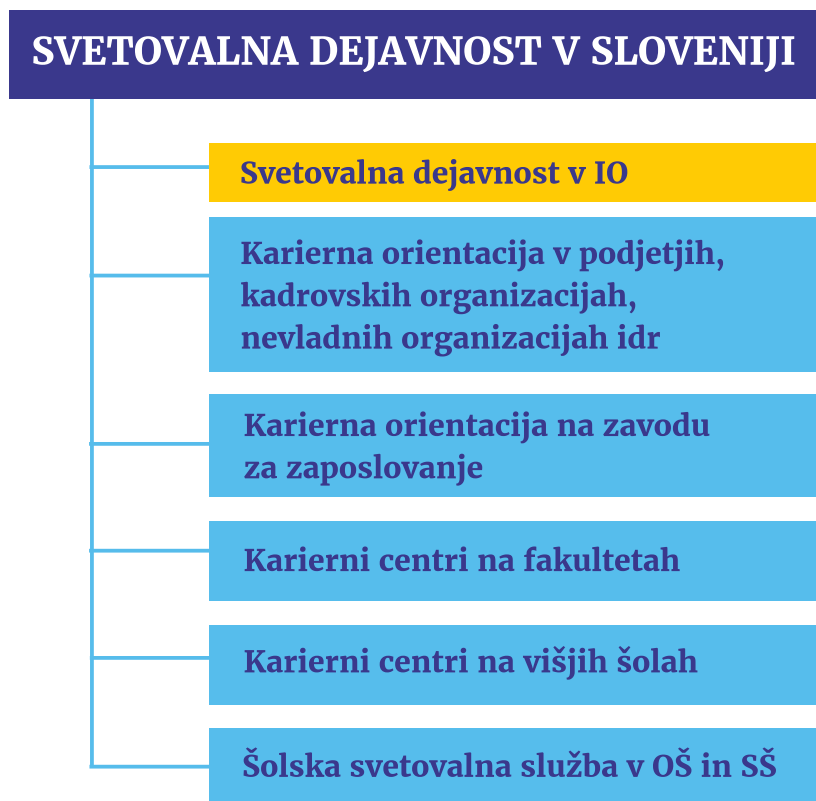 SVETOVALNA DEJAVNOST V SLOVENIJI
Svetovalna dejavnost v IO
Karierna orientacija v podjetjih,
kadrovskih organizacijah,
nevladnih organizacijah idr
Karierna orientacija na zavodu
za zaposlovanje
Karierni centri na fakultetah
Karierni centri na višjih šolah
Šolska svetovalna služba v OŠ in SŠ